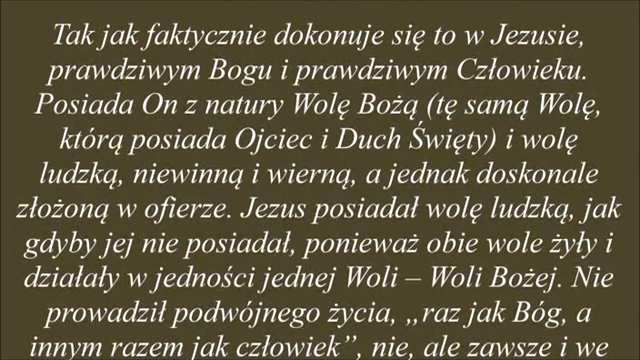 Tak jak faktycznie dokonuje się to w Jezusie,
prawdziwym Bogu i prawdziwym Człowieku.
Posiada On z natury Wolę Bożą (tę samą Wolę,
którą posiada Ojciec i Duch Święty) i wolę
ludzką, niewinną i wierną, a jednak doskonale
złożoną w ofierze. Jezus posiadał wolę ludzką, jak
gdyby jej nie posiadał, ponieważ obie wole żyły i
działały w jedności jednej Woli – Woli Bożej. Nie
prowadził podwójnego życia, „raz jak Bóg, a
innym razem jak człowiek”, nie, ale zawsze i we